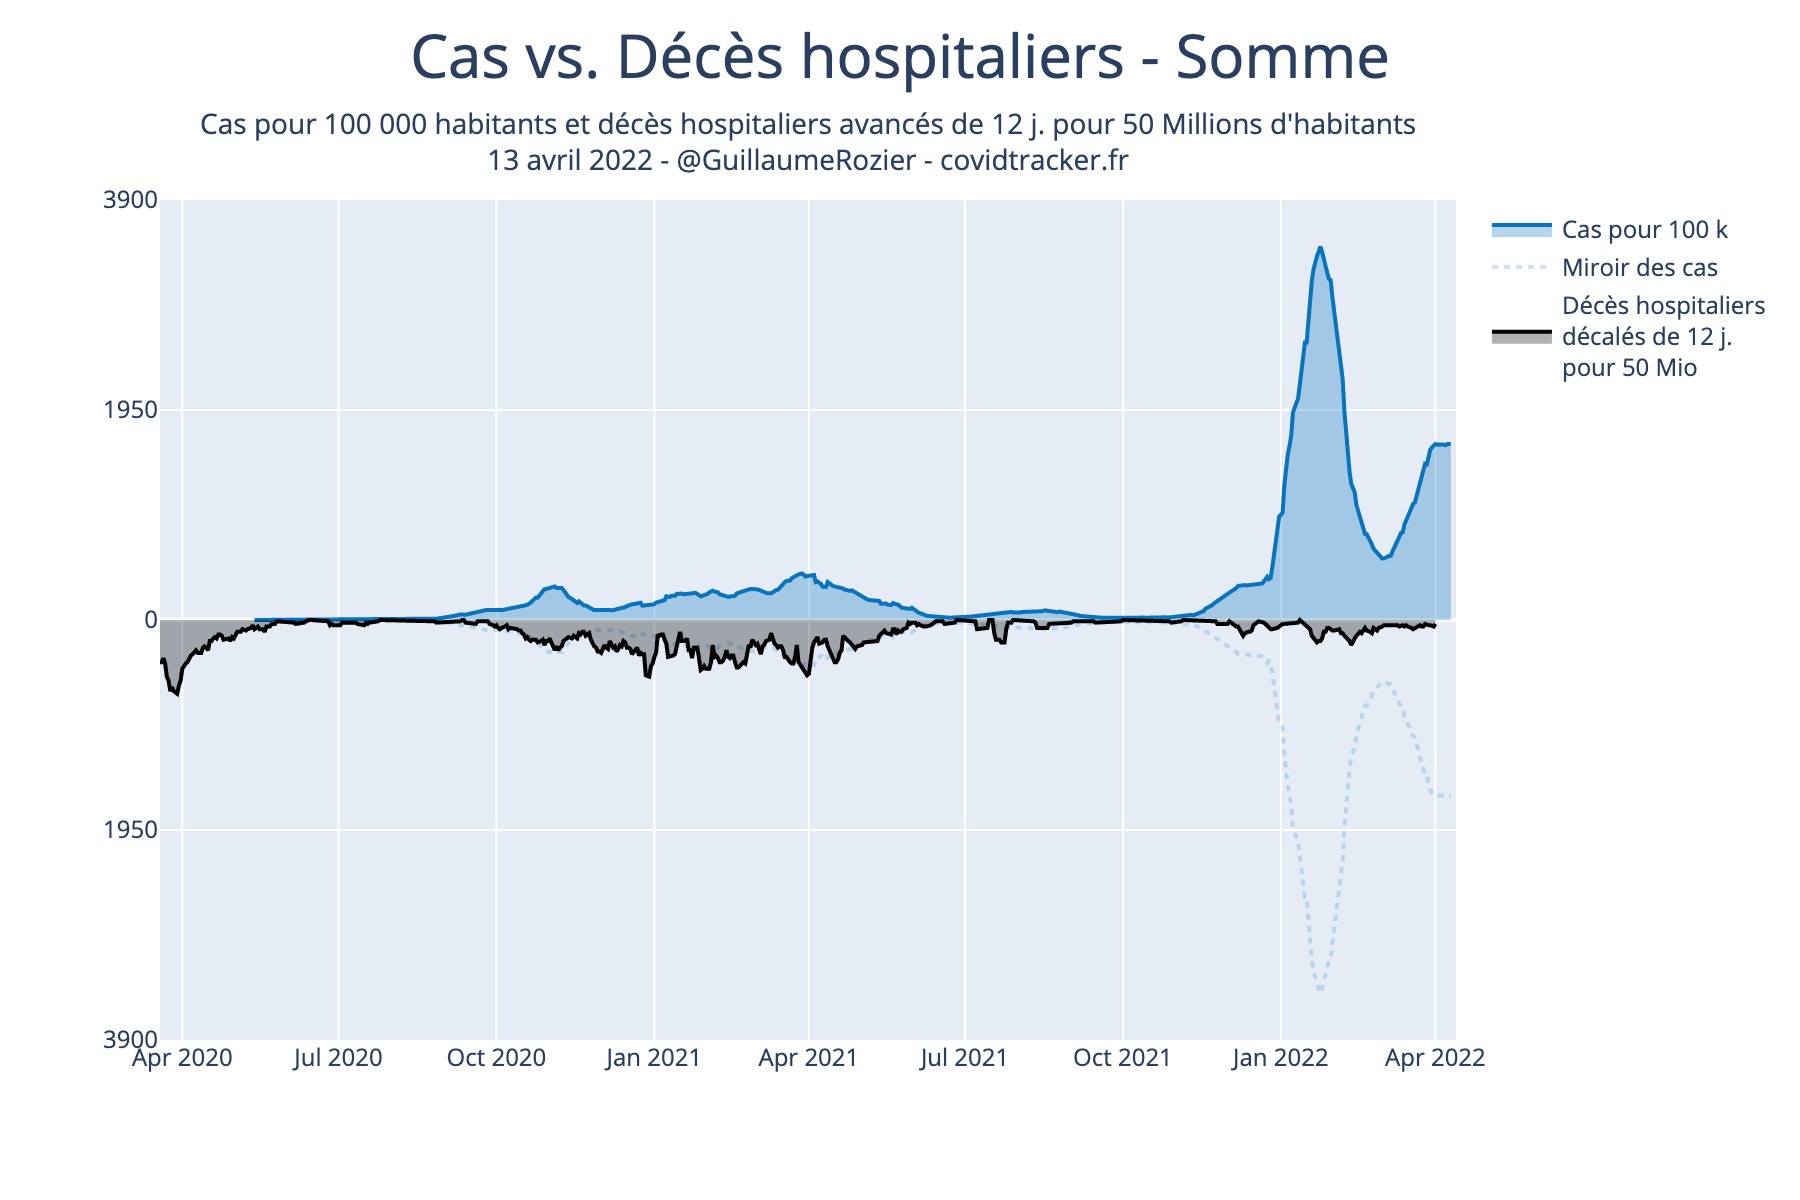 Cas vs. Décès hospitaliers - Somme
Cas pour 100 000 habitants et décès hospitaliers avancés de 12 j. pour 50 Millions d'habitants
13 avril 2022 - @GuillaumeRozier - covidtracker.fr
3900
1950
0
1950
3900
Apr 2020 Jul 2020 Oct 2020 Jan 2021 Apr 2021 Jul 2021 Oct 2021 Jan 2022 Apr 2022
Cas pour 100 k
Miroir des cas
Décès hospitaliers
décalés de 12 j.
pour 50 Mio